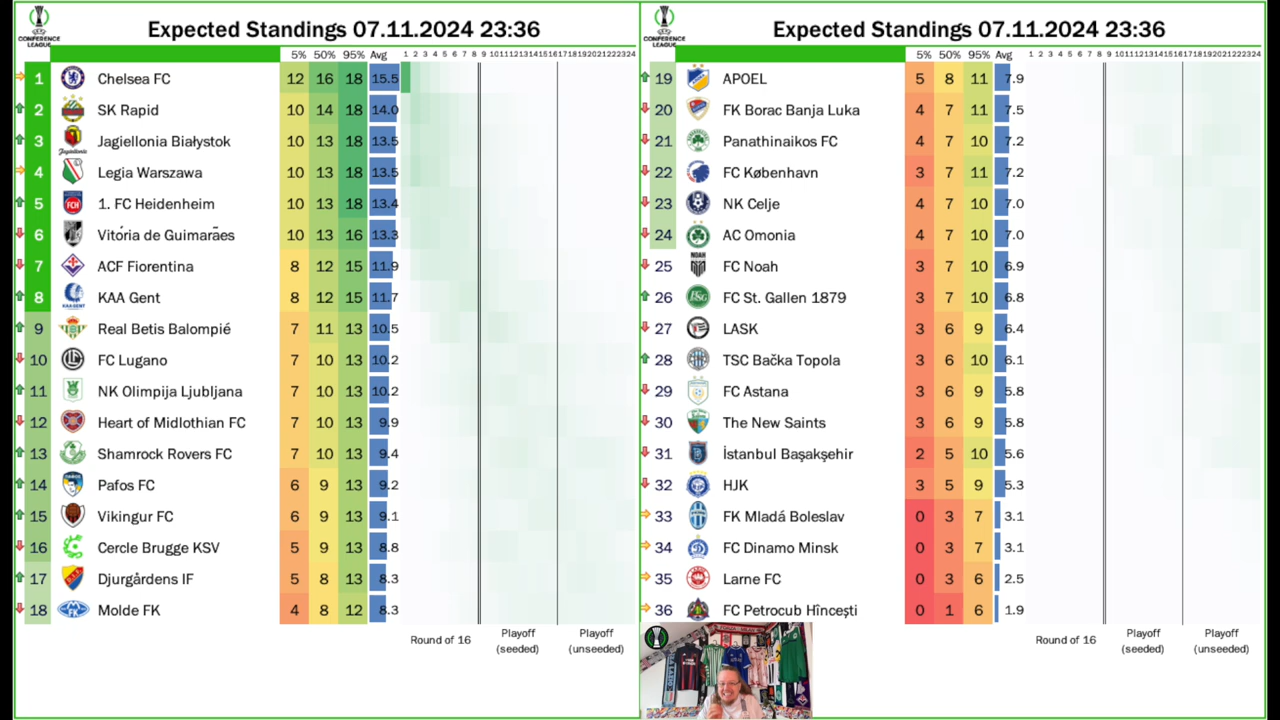 CONFERENCE LEAGUE
Expected Standings 07.11.2024 23:36
5% 50% 95% Avg 1 2 3 4 5 6 7 8 9 10 11 12 13 14 15 16 17 18 19 20 21 22 23 24
1 Chelsea FC 12 16 18 15.5
2 SK Rapid 10 14 18 14.0
3 Jagiellonia Białystok 10 13 18 13.5
4 Legia Warszawa 10 13 18 13.5
5 1. FC Heidenheim 10 13 18 13.4
6 Vitória de Guimarães 10 13 16 13.3
7 ACF Fiorentina 8 12 15 11.9
8 KAA Gent 8 12 15 11.7
9 Real Betis Balompié 7 11 13 10.5
10 FC Lugano 7 10 13 10.2
11 NK Olimpija Ljubljana 7 10 13 10.2
12 Heart of Midlothian FC 7 10 13 9.9
13 Shamrock Rovers FC 7 10 13 9.4
14 Pafos FC 6 9 13 9.2
15 Vikingur FC 6 9 13 9.1
16 Cercle Brugge KSV 5 9 13 8.8
17 Djurgårdens IF 5 8 13 8.3
18 Molde FK 4 8 12 8.3
Round of 16 Playoff (seeded) Playoff (unseeded)
CONFERENCE LEAGUE
Expected Standings 07.11.2024 23:36
5% 50% 95% Avg 1 2 3 4 5 6 7 8 9 10 11 12 13 14 15 16 17 18 19 20 21 22 23 24
19 APOEL 5 8 11 7.9
20 FK Borac Banja Luka 4 7 11 7.5
21 Panathinaikos FC 4 7 10 7.2
22 FC København 3 7 11 7.2
23 NK Celje 4 7 10 7.0
24 AC Omonia 4 7 10 7.0
25 FC Noah 3 7 10 6.9
26 FC St. Gallen 1879 3 7 10 6.8
27 LASK 3 6 9 6.4
28 TSC Bačka Topola 3 6 10 6.1
29 FC Astana 3 6 9 5.8
30 The New Saints 3 6 9 5.8
31 İstanbul Başakşehir 2 5 10 5.6
32 HJK 3 5 9 5.3
33 FK Mladá Boleslav 0 3 7 3.1
34 FC Dinamo Minsk 0 3 7 3.1
35 Larne FC 0 3 6 2.5
36 FC Petrocub Hînceşti 0 1 6 1.9
Round of 16 Playoff (seeded) Playoff (unseeded)